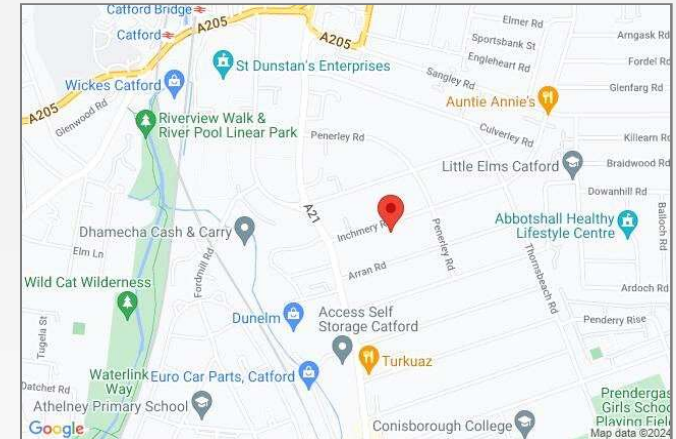 Catford Bridge
Catford
A205
A205
A205
Elmer Rd
Sportsbank St
Engleheart Rd
Arngask Rd
Fordel Rd
St Dunstan's Enterprises
Sangley Rd
Glenfarg Rd
Wickes Catford
Auntie Annie's
Glenwood Rd
Riverview Walk &
River Pool Linear Park
Penerley Rd
Culverley Rd
Killearn Rd
Little Elms Catford
Braidwood Rd
Dowanhill Rd
A21
Inchmery
Dhamecha Cash & Carry
Penerley Rd
Abbotshall Healthy
Lifestyle Centre
Balloch Rd
Elm Ln
Fordmill Rd
Arran Rd
Thornsbeach Rd
Wild Cat Wilderness
Ardoch Rd
Tugela St
Dunelm
Access Self
Storage Catford
Penderry Rise
Turkuaz
Waterlink
Way
Euro Car Parts, Catford
Datchet Rd
Athelney Primary School
Prendergas
Girls Schoo
Playing Field
Conisborough College
Google
Map data ©2024